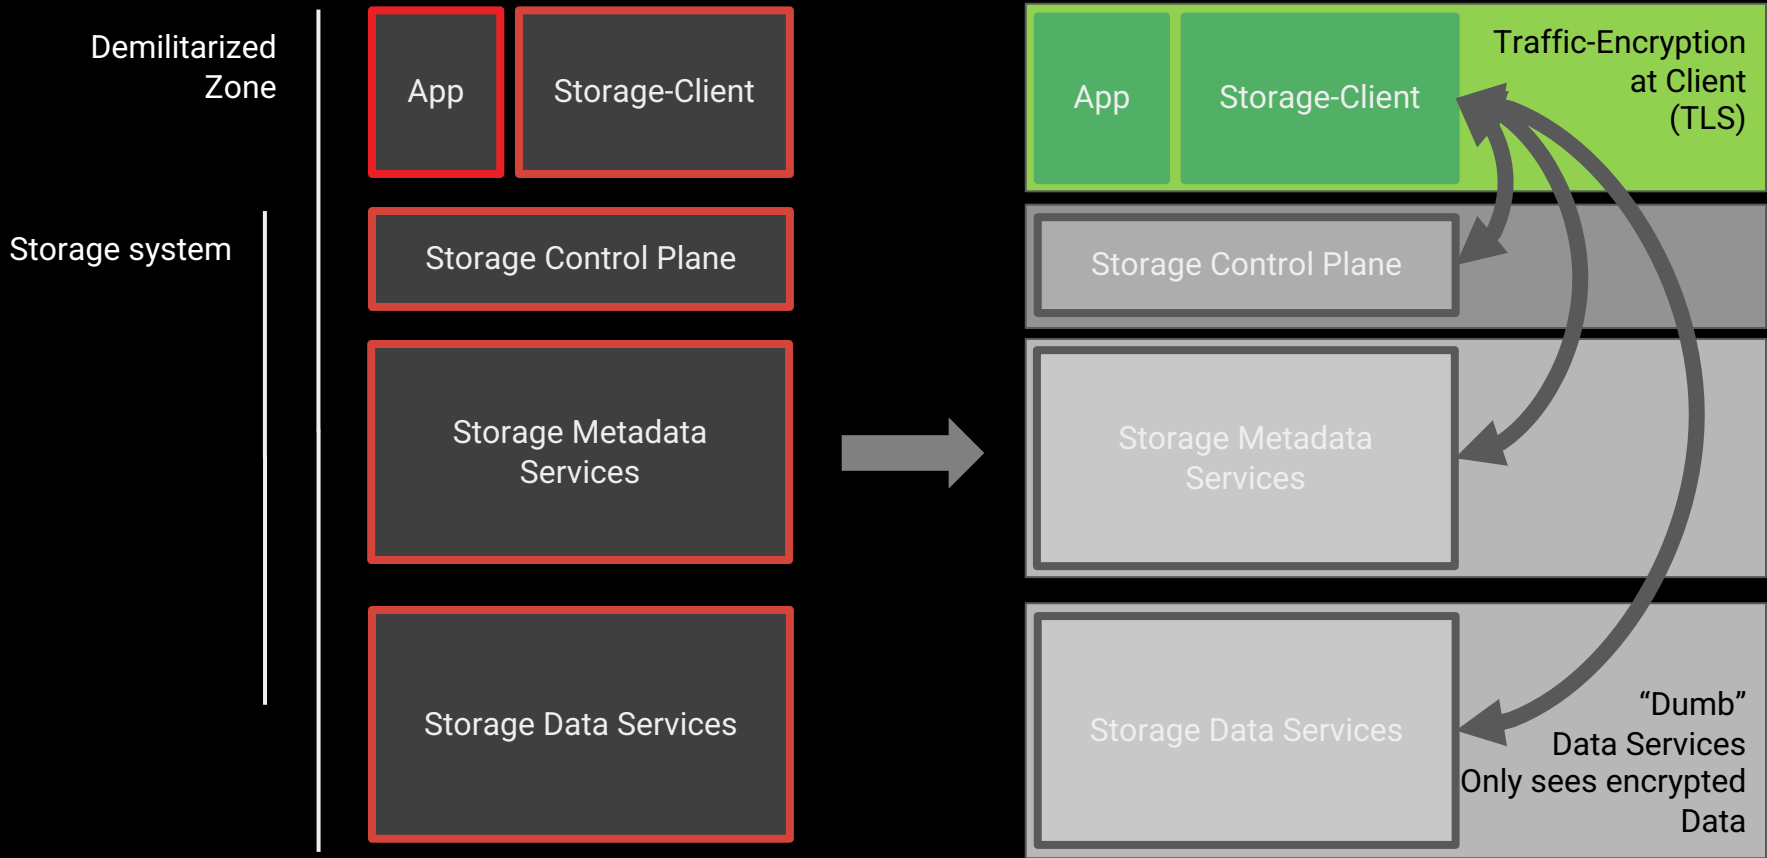 Demilitarized
Zone
Storage system
App
Storage-Client
Storage Control Plane
Storage Metadata
Services
Storage Data Services
App
Storage-Client
Traffic-Encryption
at Client
(TLS)
Storage Control Plane
Storage Metadata
Services
Storage Data Services
“Dumb”
Data Services
Only sees encrypted
Data